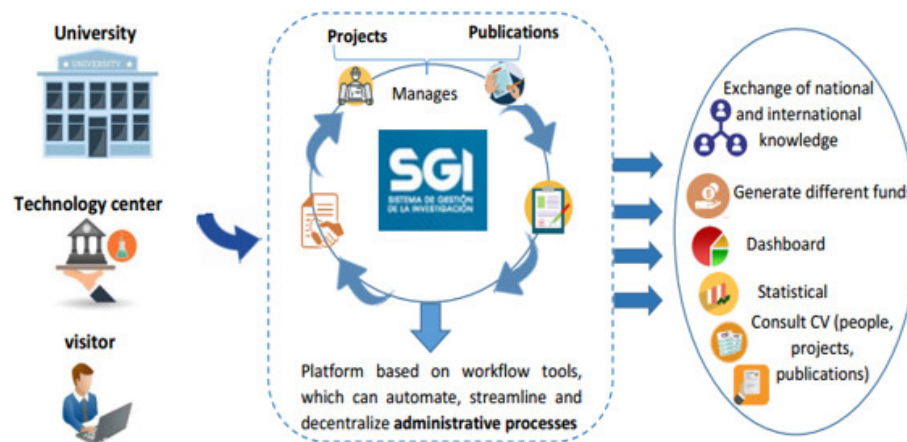 University
UNIVERSITY
Technology center
visitor
Projects
Publications
Manages
SGI
SISTEMA DE GESTIÓN
DE LA INVESTIGACIÓN
Platform based on workflow tools,
which can automate, streamline and
decentralize administrative processes
Exchange of national
and international
knowledge
Generate different funds
Dashboard
Statistical
Consult CV (people,
projects,
publications)